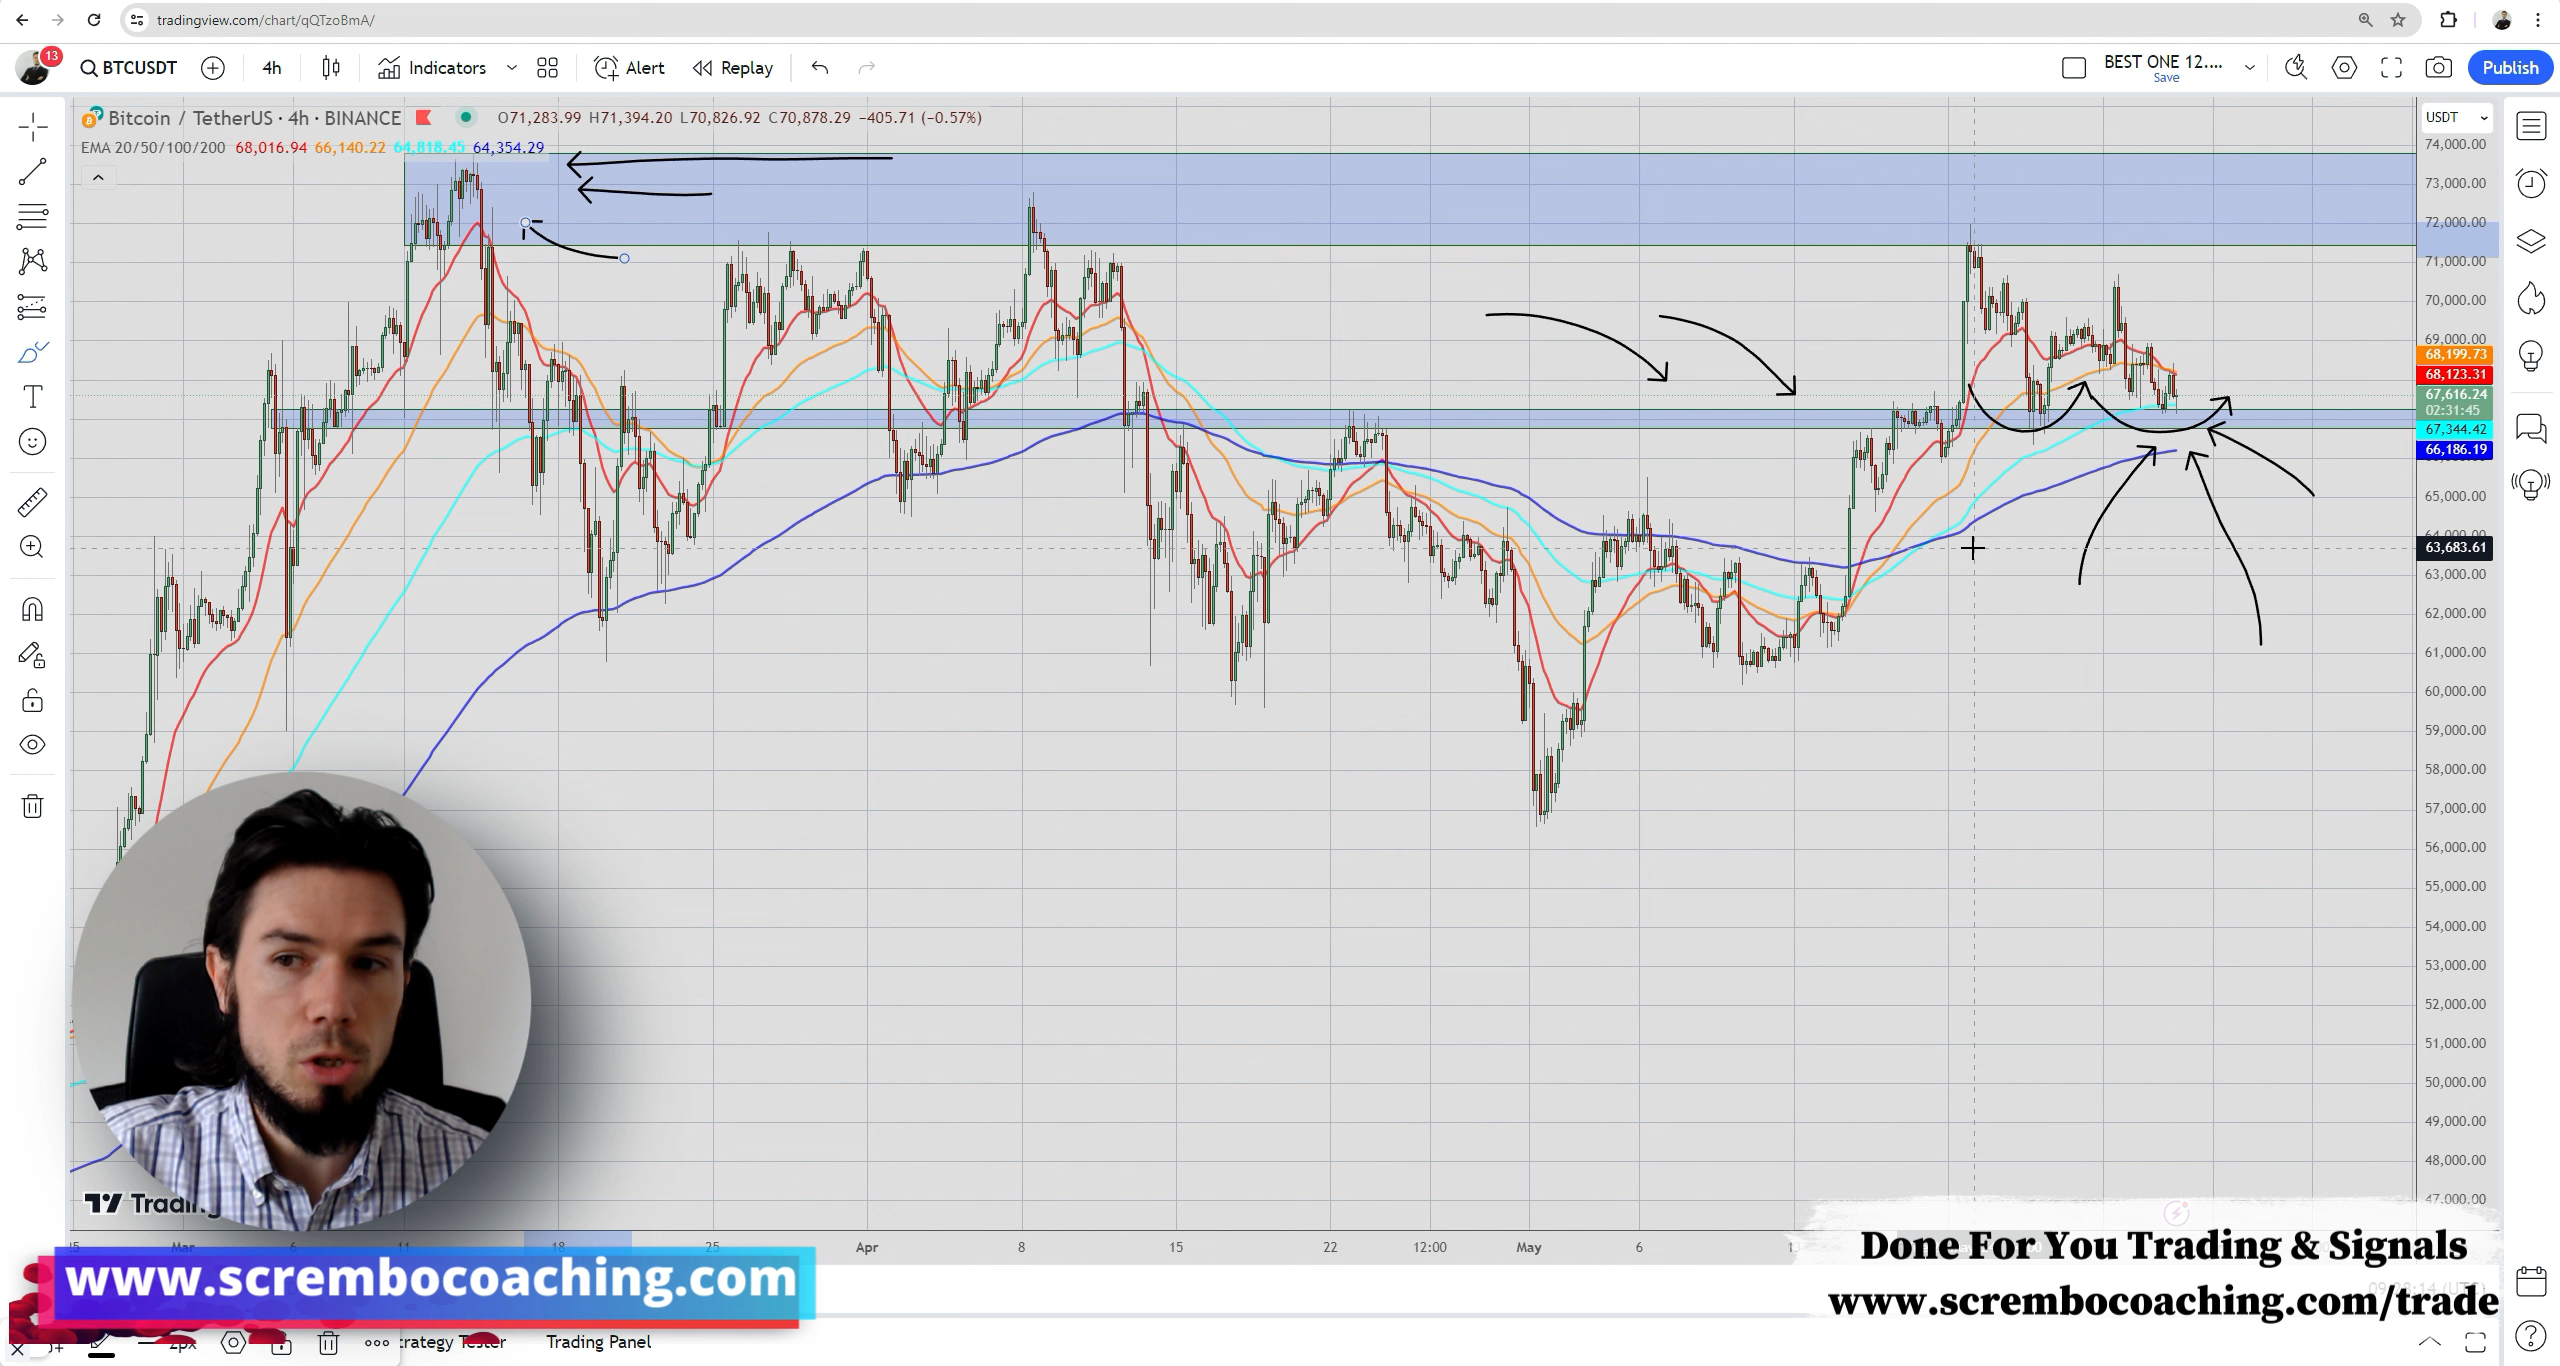 tradingview.com/chart/qQTzoBmA/
13
BTCUSDT
4h
Indicators
Alert
Replay
BEST ONE 12....
Save
Publish
Bitcoin / TetherUS · 4h · BINANCE
O71,283.99 H71,394.20 L70,826.92 C70,878.29 −405.71 (−0.57%)
EMA 20/50/100/200 68,016.94 66,140.22 64,818.45 64,354.29
USDT
74,000.00
73,000.00
72,000.00
71,000.00
70,000.00
69,000.00
68,199.73
68,123.31
67,616.24
02:31:45
67,344.42
66,186.19
65,000.00
64,000.00
63,683.61
63,000.00
62,000.00
61,000.00
60,000.00
59,000.00
58,000.00
57,000.00
56,000.00
55,000.00
54,000.00
53,000.00
52,000.00
51,000.00
50,000.00
49,000.00
48,000.00
47,000.00
Mar
6
11
18
25
Apr
8
15
22
12:00
May
6
www.scrembocoaching.com
Done For You Trading & Signals
www.scrembocoaching.com/trade
2px
Trading Panel